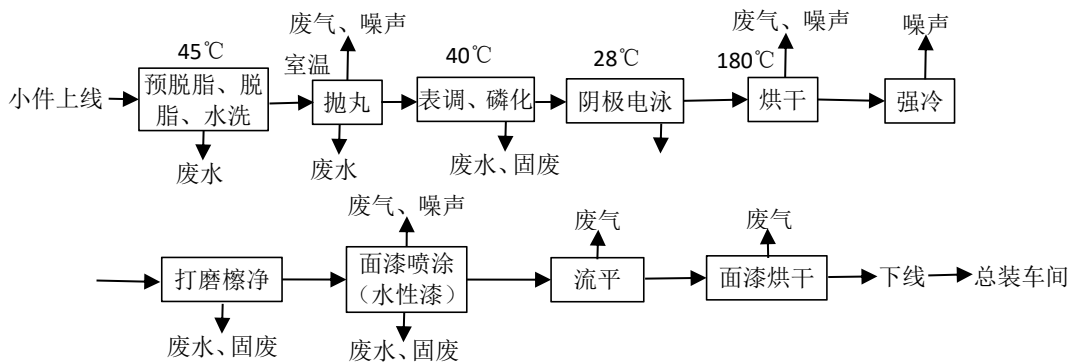 废气、噪声
废气、噪声
噪声
45℃
室温
40℃
28℃
180℃
小件上线
预脱脂、脱
脂、水洗
抛丸
表调、磷化
阴极电泳
烘干
强冷
废水
废水
废水、固废
废气、噪声
废气
废气
打磨檫净
面漆喷涂
（水性漆）
流平
面漆烘干
下线
总装车间
废水、固废
废水、固废